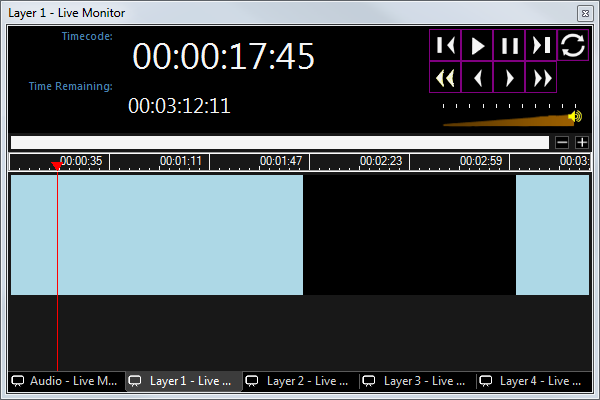 Layer 1 - Live Monitor
Timecode:
00:00:17:45
Time Remaining:
00:03:12:11
00:00:35 00:01:11 00:01:47 00:02:23 00:02:59 00:03:
Audio - Live M... Layer 1 - Live ... Layer 2 - Live ... Layer 3 - Live ... Layer 4 - Live ...